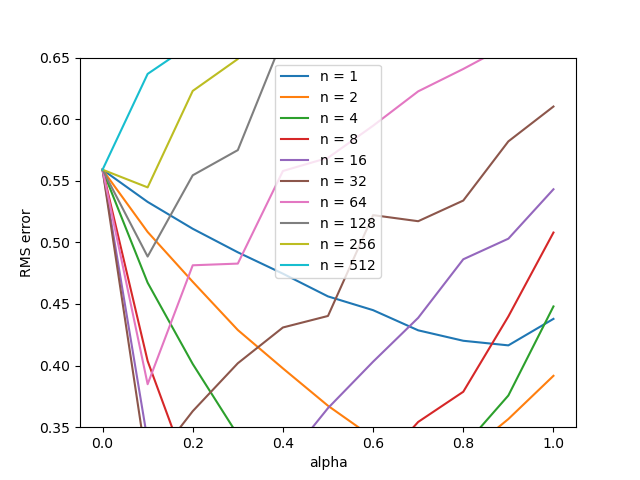 0.65
0.60
0.55
0.50
0.45
0.40
0.35
RMS error
n = 1
n = 2
n = 4
n = 8
n = 16
n = 32
n = 64
n = 128
n = 256
n = 512
0.0 0.2 0.4 0.6 0.8 1.0
alpha